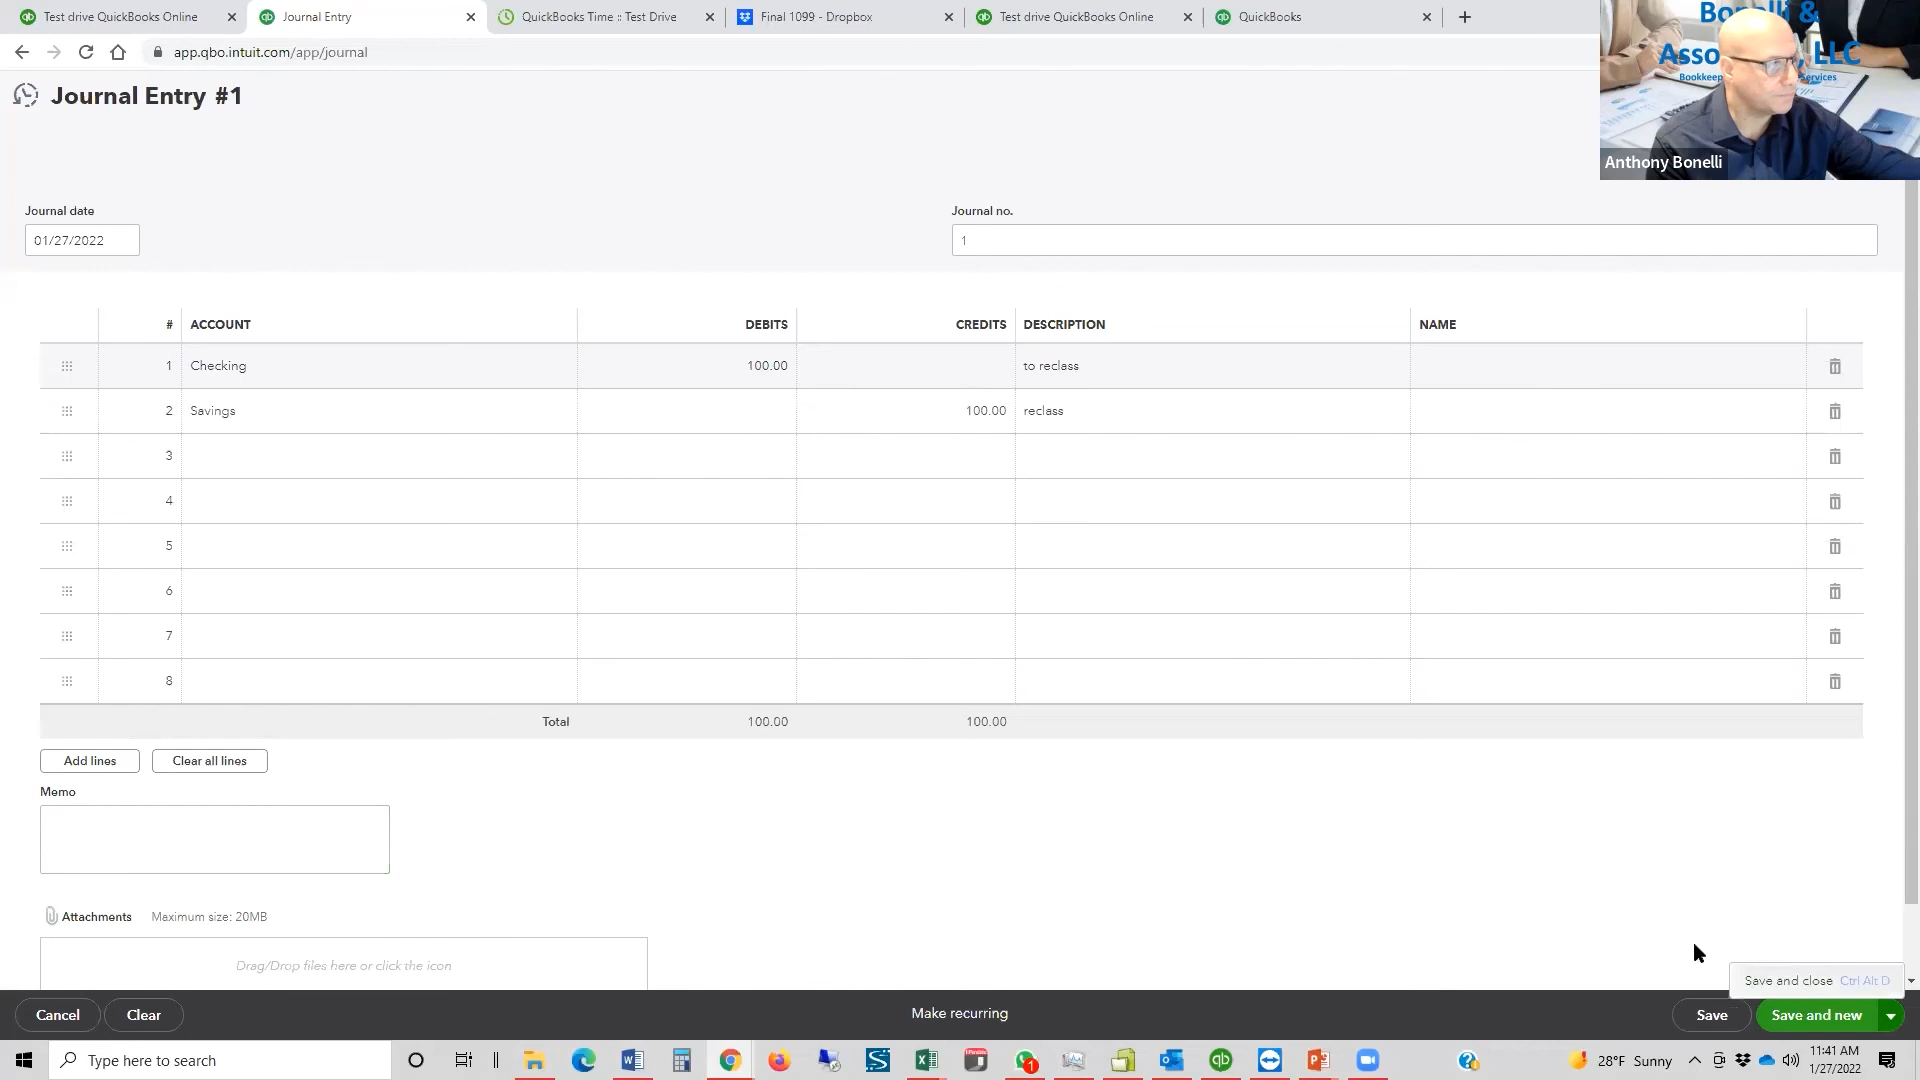 Test drive QuickBooks Online
Journal Entry
QuickBooks Time :: Test Drive
Final 1099 - Dropbox
Test drive QuickBooks Online
QuickBooks
app.qbo.intuit.com/app/journal
Bonelli &
Asso LLC
Bookkee Services
Anthony Bonelli
Journal Entry #1
Journal date
Journal no.
01/27/2022
1
# ACCOUNT DEBITS CREDITS DESCRIPTION NAME
1 Checking 100.00 to reclass
2 Savings 100.00 reclass
3
4
5
6
7
8
Total 100.00 100.00
Add lines
Clear all lines
Memo
Attachments Maximum size: 20MB
Drag/Drop files here or click the icon
Save and close Ctrl Alt D
Cancel
Clear
Make recurring
Save
Save and new
Type here to search
28°F Sunny
11:41 AM
1/27/2022